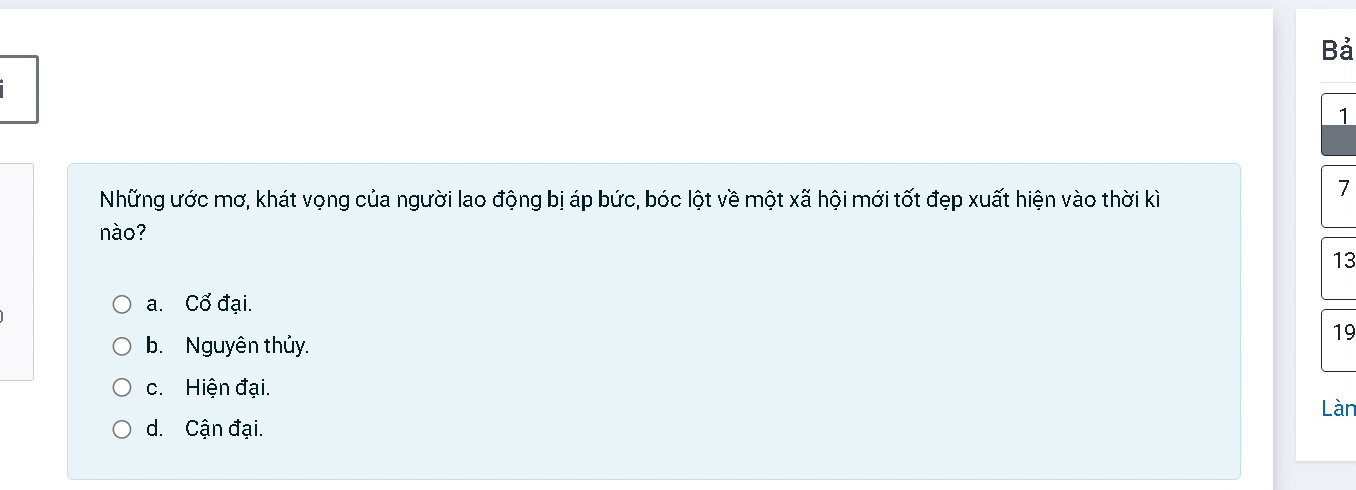 Bả
1
7
Những ước mơ, khát vọng của người lao động bị áp bức, bóc lột về một xã hội mới tốt đẹp xuất hiện vào thời kì
nào?
13
a. Cổ đại.
b. Nguyên thủy.
19
c. Hiện đại.
Làm
d. Cận đại.